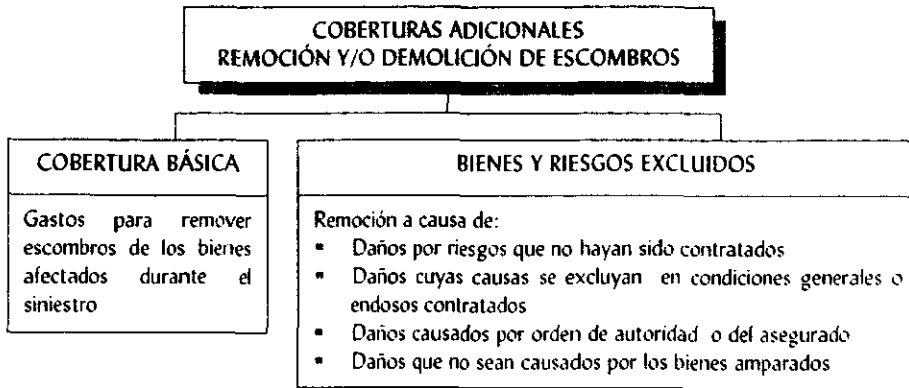 COBERTURAS ADICIONALES
REMOCIÓN Y/O DEMOLICIÓN DE ESCOMBROS
COBERTURA BÁSICA
Gastos para remover
escombros de los bienes
afectados durante el
siniestro
BIENES Y RIESGOS EXCLUIDOS
Remoción a causa de:
▪ Daños por riesgos que no hayan sido contratados
▪ Daños cuyas causas se excluyan en condiciones generales o
endosos contratados
▪ Daños causados por orden de autoridad o del asegurado
▪ Daños que no sean causados por los bienes amparados